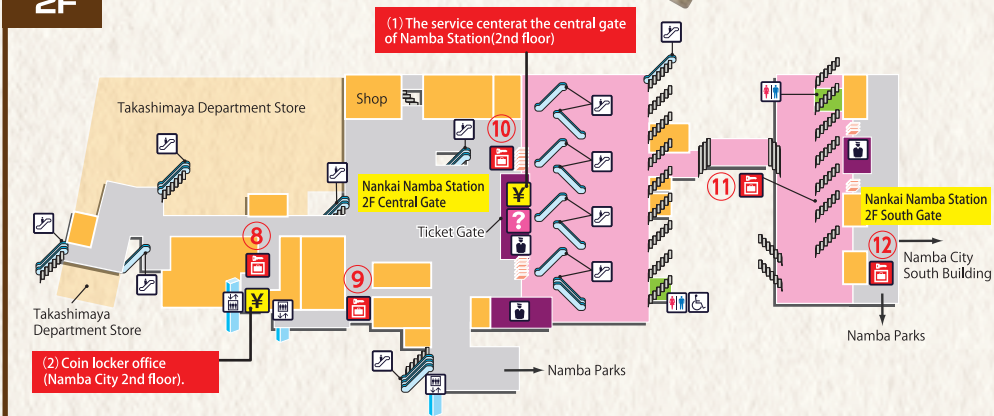 2F
(1) The service centerat the central gate
of Namba Station(2nd floor)
Takashimaya Department Store
Shop
10
Nankai Namba Station
2F Central Gate
¥
?
Ticket Gate
11
Nankai Namba Station
2F South Gate
8
9
12
Namba City
South Building
¥
Takashimaya
Department Store
Namba Parks
(2) Coin locker office
(Namba City 2nd floor).
Namba Parks